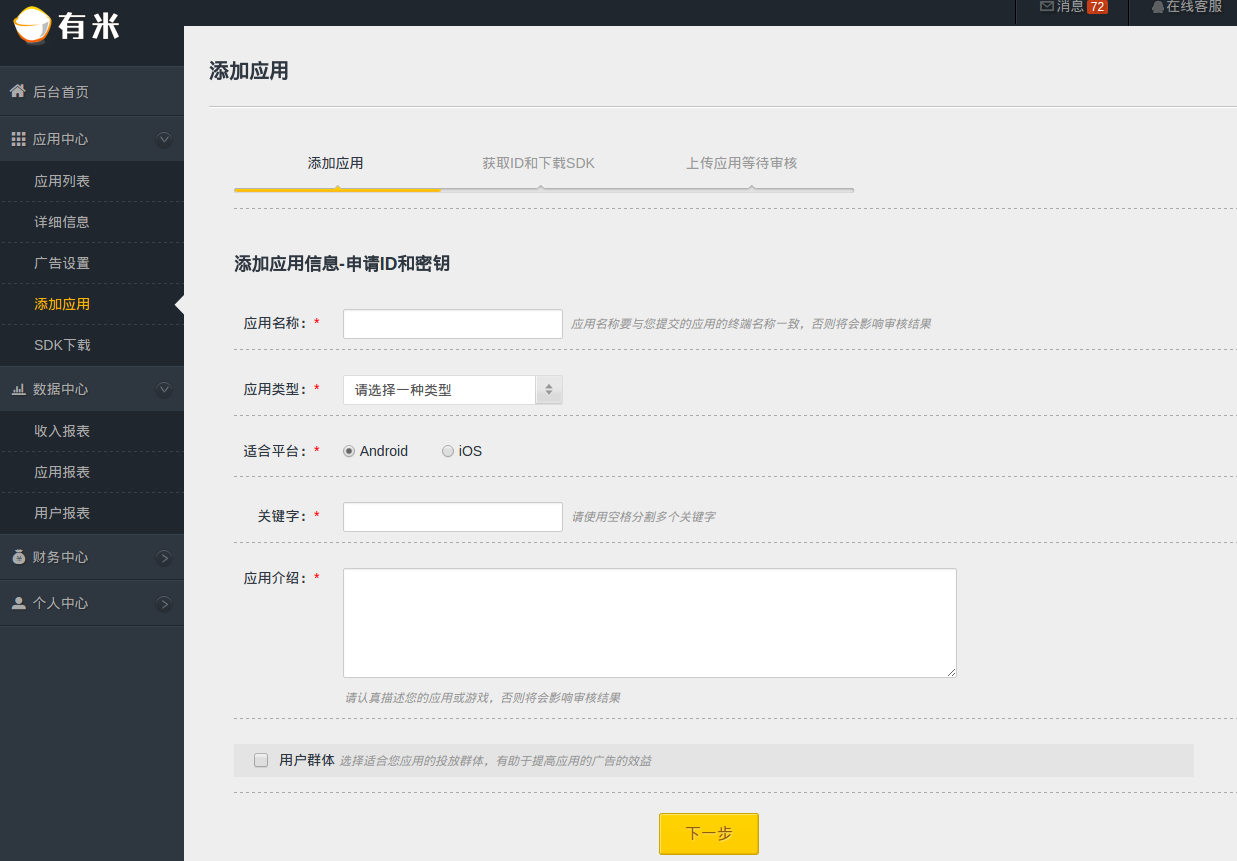 有米
消息 72
在线客服
后台首页
应用中心
应用列表
详细信息
广告设置
添加应用
SDK下载
数据中心
收入报表
应用报表
用户报表
财务中心
个人中心
添加应用
添加应用 获取ID和下载SDK 上传应用等待审核
添加应用信息-申请ID和密钥
应用名称：* 应用名称要与您提交的应用的终端名称一致，否则将会影响审核结果
应用类型：* 请选择一种类型
适合平台：* Android iOS
关键字：* 请使用空格分割多个关键字
应用介绍：*
请认真描述您的应用或游戏，否则将会影响审核结果
用户群体 选择适合您应用的投放群体，有助于提高应用的广告的效益
下一步